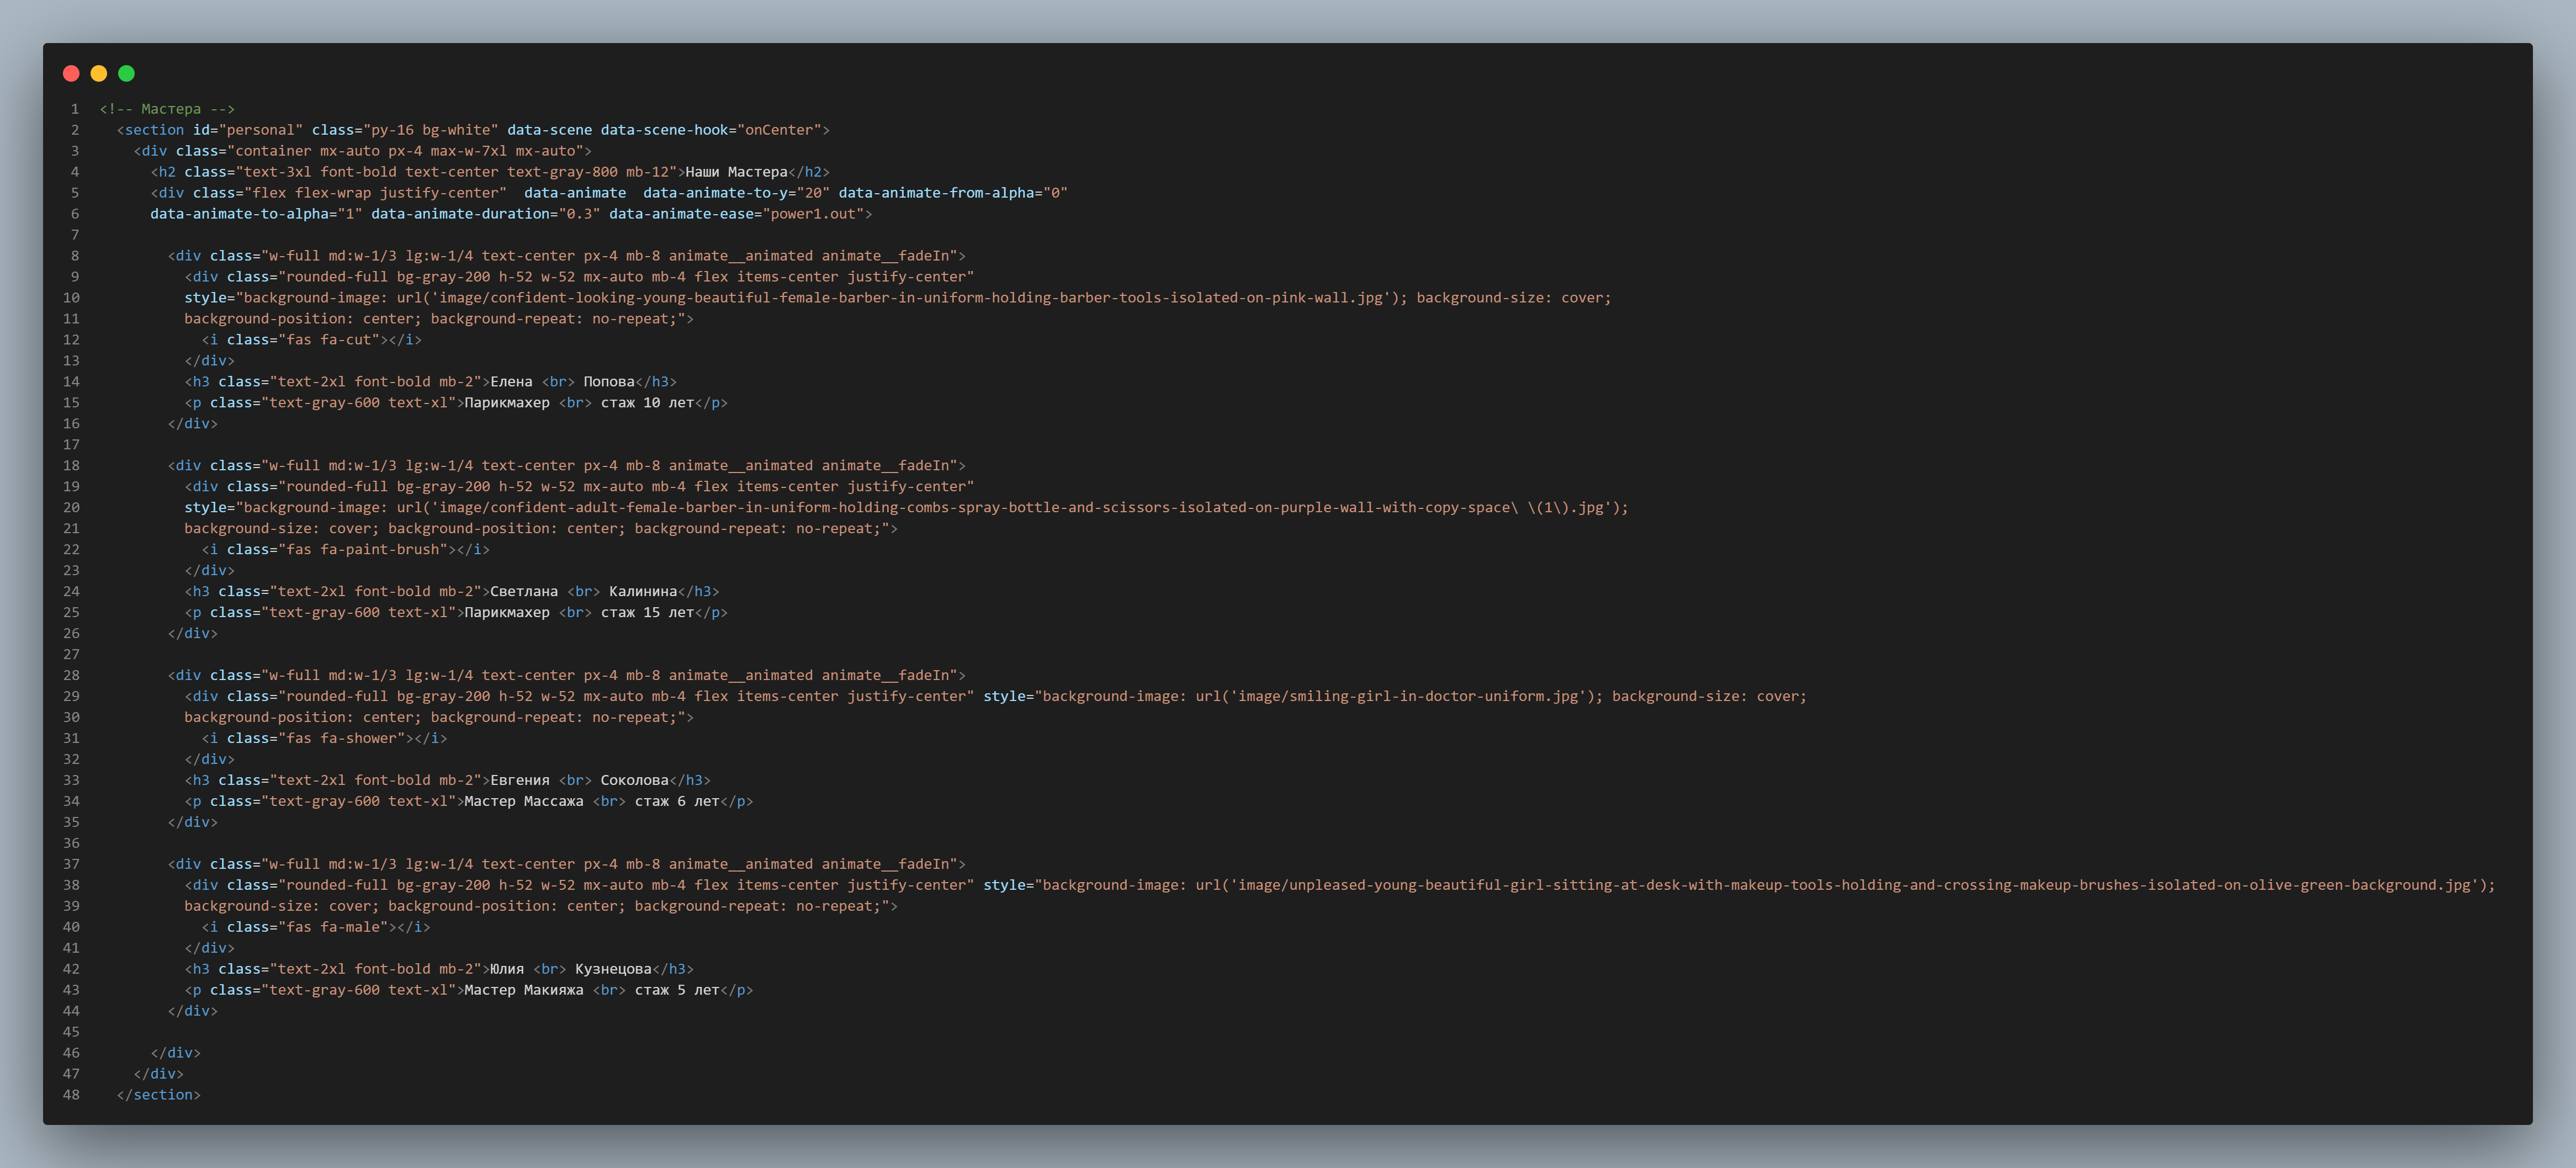 1 <!-- Мастера -->
2 <section id="personal" class="py-16 bg-white" data-scene data-scene-hook="onCenter">
3 <div class="container mx-auto px-4 max-w-7xl mx-auto">
4 <h2 class="text-3xl font-bold text-center text-gray-800 mb-12">Наши Мастера</h2>
5 <div class="flex flex-wrap justify-center"  data-animate  data-animate-to-y="20" data-animate-from-alpha="0"
6 data-animate-to-alpha="1" data-animate-duration="0.3" data-animate-ease="power1.out">
7
8 <div class="w-full md:w-1/3 lg:w-1/4 text-center px-4 mb-8 animate__animated animate__fadeIn">
9 <div class="rounded-full bg-gray-200 h-52 w-52 mx-auto mb-4 flex items-center justify-center"
10 style="background-image: url('image/confident-looking-young-beautiful-female-barber-in-uniform-holding-barber-tools-isolated-on-pink-wall.jpg'); background-size: cover;
11 background-position: center; background-repeat: no-repeat;">
12 <i class="fas fa-cut"></i>
13 </div>
14 <h3 class="text-2xl font-bold mb-2">Елена <br> Попова</h3>
15 <p class="text-gray-600 text-xl">Парикмахер <br> стаж 10 лет</p>
16 </div>
17
18 <div class="w-full md:w-1/3 lg:w-1/4 text-center px-4 mb-8 animate__animated animate__fadeIn">
19 <div class="rounded-full bg-gray-200 h-52 w-52 mx-auto mb-4 flex items-center justify-center"
20 style="background-image: url('image/confident-adult-female-barber-in-uniform-holding-combs-spray-bottle-and-scissors-isolated-on-purple-wall-with-copy-space\ \(1\).jpg');
21 background-size: cover; background-position: center; background-repeat: no-repeat;">
22 <i class="fas fa-paint-brush"></i>
23 </div>
24 <h3 class="text-2xl font-bold mb-2">Светлана <br> Калинина</h3>
25 <p class="text-gray-600 text-xl">Парикмахер <br> стаж 15 лет</p>
26 </div>
27
28 <div class="w-full md:w-1/3 lg:w-1/4 text-center px-4 mb-8 animate__animated animate__fadeIn">
29 <div class="rounded-full bg-gray-200 h-52 w-52 mx-auto mb-4 flex items-center justify-center" style="background-image: url('image/smiling-girl-in-doctor-uniform.jpg'); background-size: cover;
30 background-position: center; background-repeat: no-repeat;">
31 <i class="fas fa-shower"></i>
32 </div>
33 <h3 class="text-2xl font-bold mb-2">Евгения <br> Соколова</h3>
34 <p class="text-gray-600 text-xl">Мастер Массажа <br> стаж 6 лет</p>
35 </div>
36
37 <div class="w-full md:w-1/3 lg:w-1/4 text-center px-4 mb-8 animate__animated animate__fadeIn">
38 <div class="rounded-full bg-gray-200 h-52 w-52 mx-auto mb-4 flex items-center justify-center" style="background-image: url('image/unpleased-young-beautiful-girl-sitting-at-desk-with-makeup-tools-holding-and-crossing-makeup-brushes-isolated-on-olive-green-background.jpg');
39 background-size: cover; background-position: center; background-repeat: no-repeat;">
40 <i class="fas fa-male"></i>
41 </div>
42 <h3 class="text-2xl font-bold mb-2">Юлия <br> Кузнецова</h3>
43 <p class="text-gray-600 text-xl">Мастер Макияжа <br> стаж 5 лет</p>
44 </div>
45
46 </div>
47 </div>
48 </section>